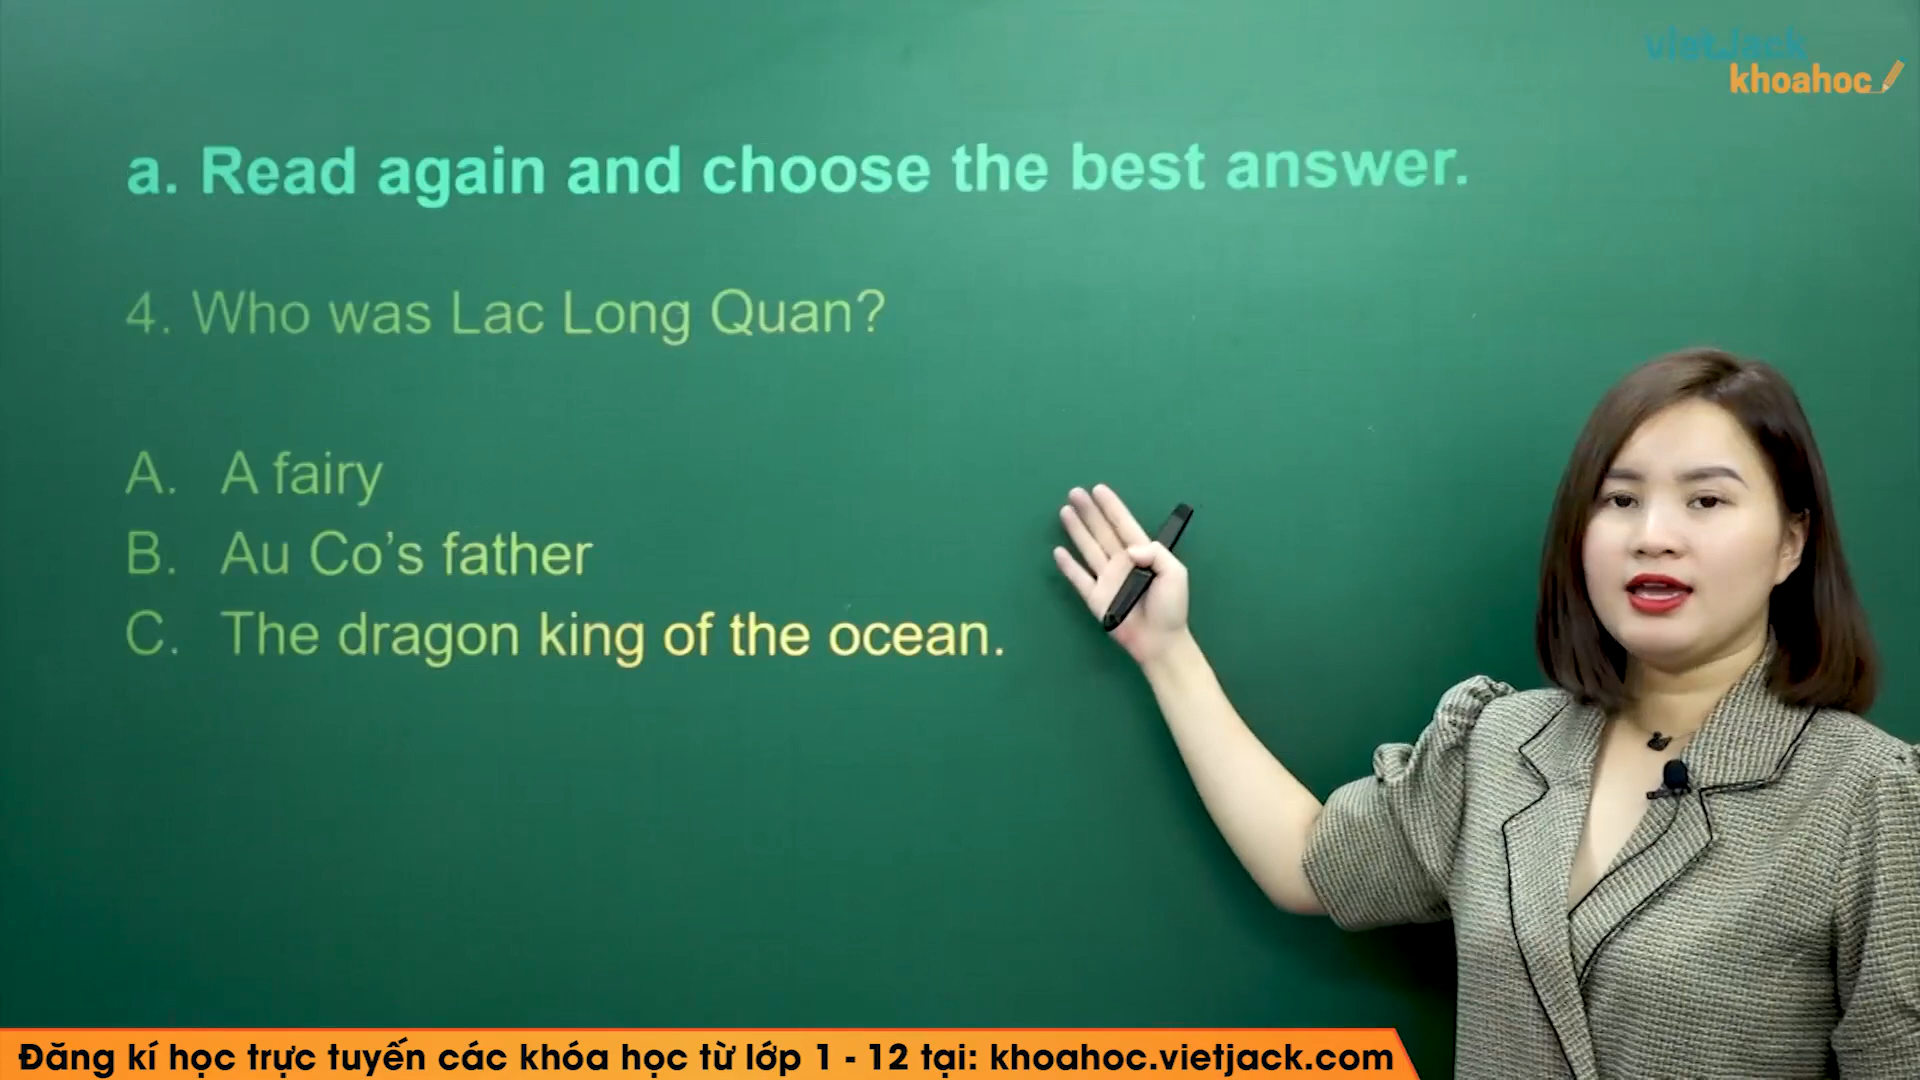 vietjack
khoahoc
a. Read again and choose the best answer.
4. Who was Lac Long Quan?
A. A fairy
B. Au Co’s father
C. The dragon king of the ocean.
Đăng kí học trực tuyến các khóa học từ lớp 1 - 12 tại: khoahoc.vietjack.com